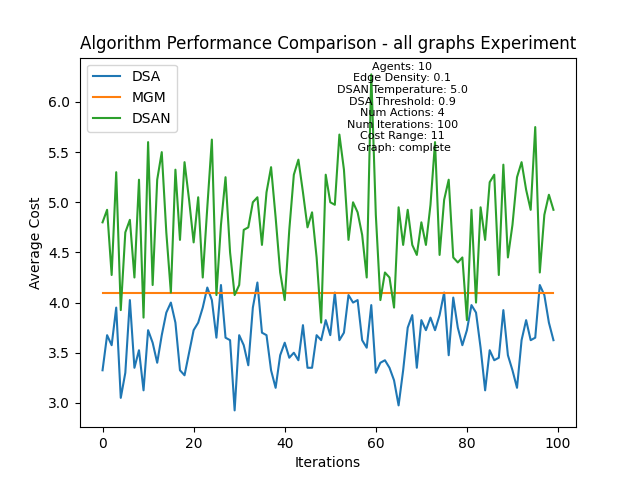 Algorithm Performance Comparison - all graphs Experiment
DSA
MGM
DSAN
Agents: 10
Edge Density: 0.1
DSAN Temperature: 5.0
DSA Threshold: 0.9
Num Actions: 4
Num Iterations: 100
Cost Range: 11
Graph: complete
Average Cost
6.0
5.5
5.0
4.5
4.0
3.5
3.0
0 20 40 60 80 100
Iterations